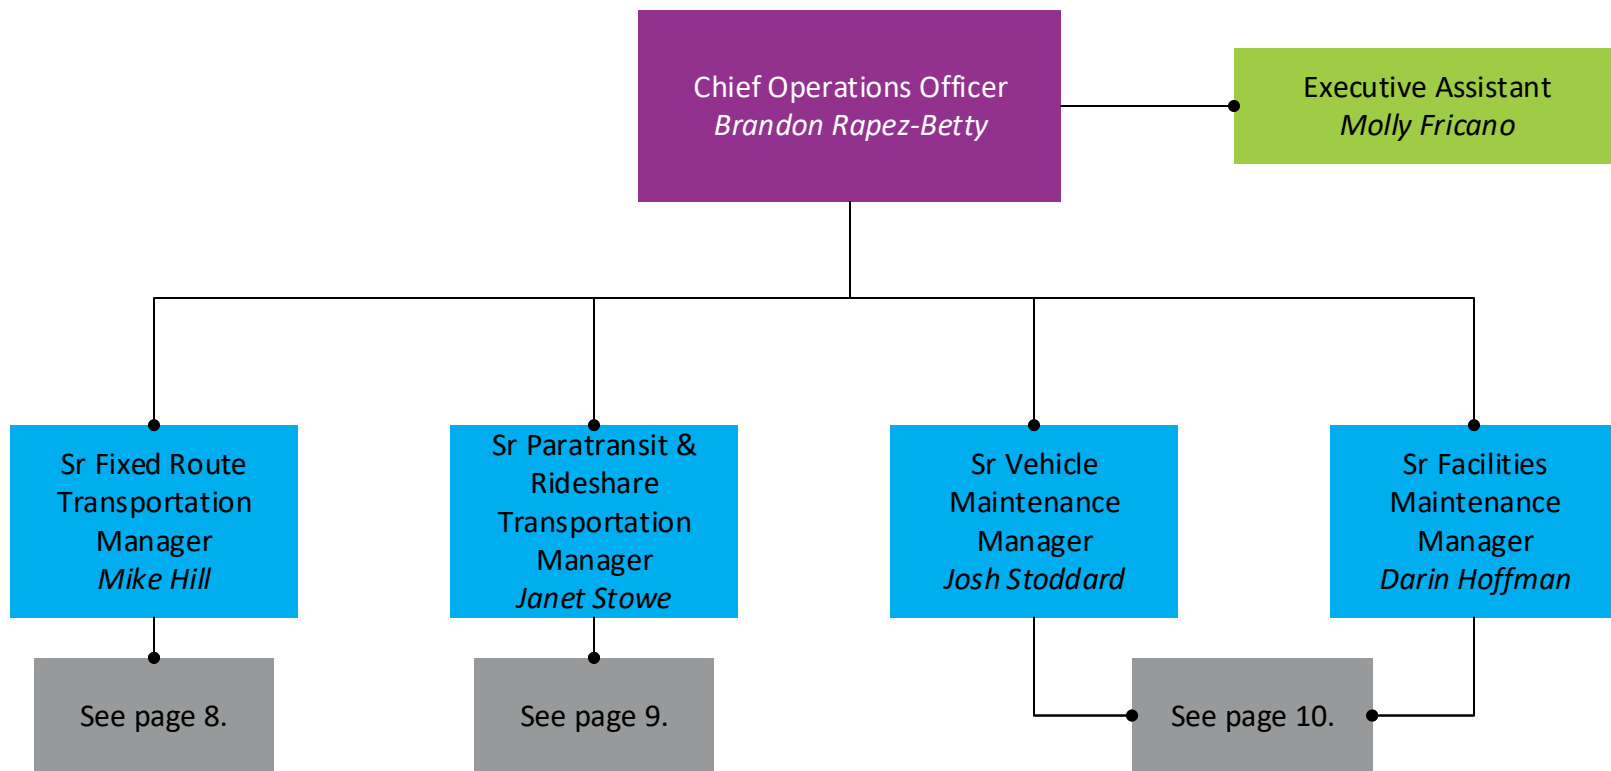 Chief Operations Officer
Brandon Rapez-Betty
Executive Assistant
Molly Fricano
Sr Fixed Route
Transportation
Manager
Mike Hill
Sr Paratransit &
Rideshare
Transportation
Manager
Janet Stowe
Sr Vehicle
Maintenance
Manager
Josh Stoddard
Sr Facilities
Maintenance
Manager
Darin Hoffman
See page 8.
See page 9.
See page 10.